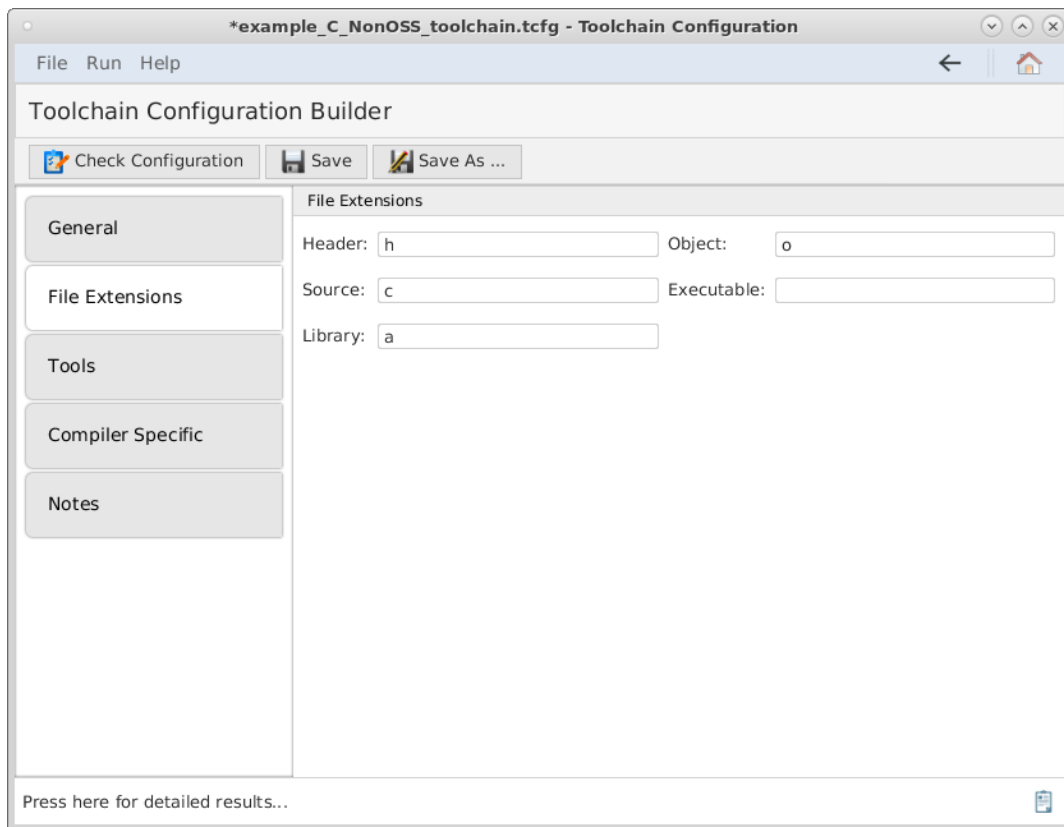 *example_C_NonOSS_toolchain.tcfg - Toolchain Configuration
File Run Help
Toolchain Configuration Builder
Check Configuration Save Save As ...
General
File Extensions
Tools
Compiler Specific
Notes
File Extensions
Header: h Object: o
Source: c Executable:
Library: a
Press here for detailed results...